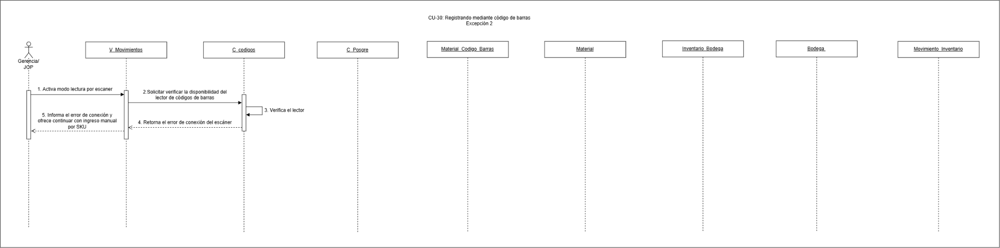 CU-30: Registrando mediante código de barras
Excepción 2
Gerencia/
JOP
V_Movimientos
C_codigos
C_Posgre
Material_Codigo_Barras
Material
Inventario_Bodega
Bodega
Movimiento_Inventario
1. Activa modo lectura por escaner
2.Solicitar verificar la disponibilidad del
lector de códigos de barras
3. Verifica el lector
4. Retorna el error de conexión del escáner
5. Informa el error de conexión y
ofrece continuar con ingreso manual
por SKU